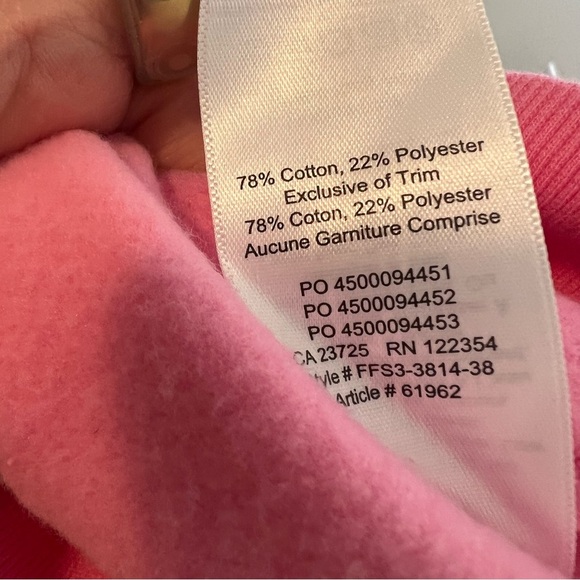 78% Cotton, 22% Polyester
Exclusive of Trim
78% Coton, 22% Polyester
Aucune Garniture Comprise
PO 4500094451
PO 4500094452
PO 4500094453
CA 23725 RN 122354
Style # FFS3-3814-38
Article # 61962